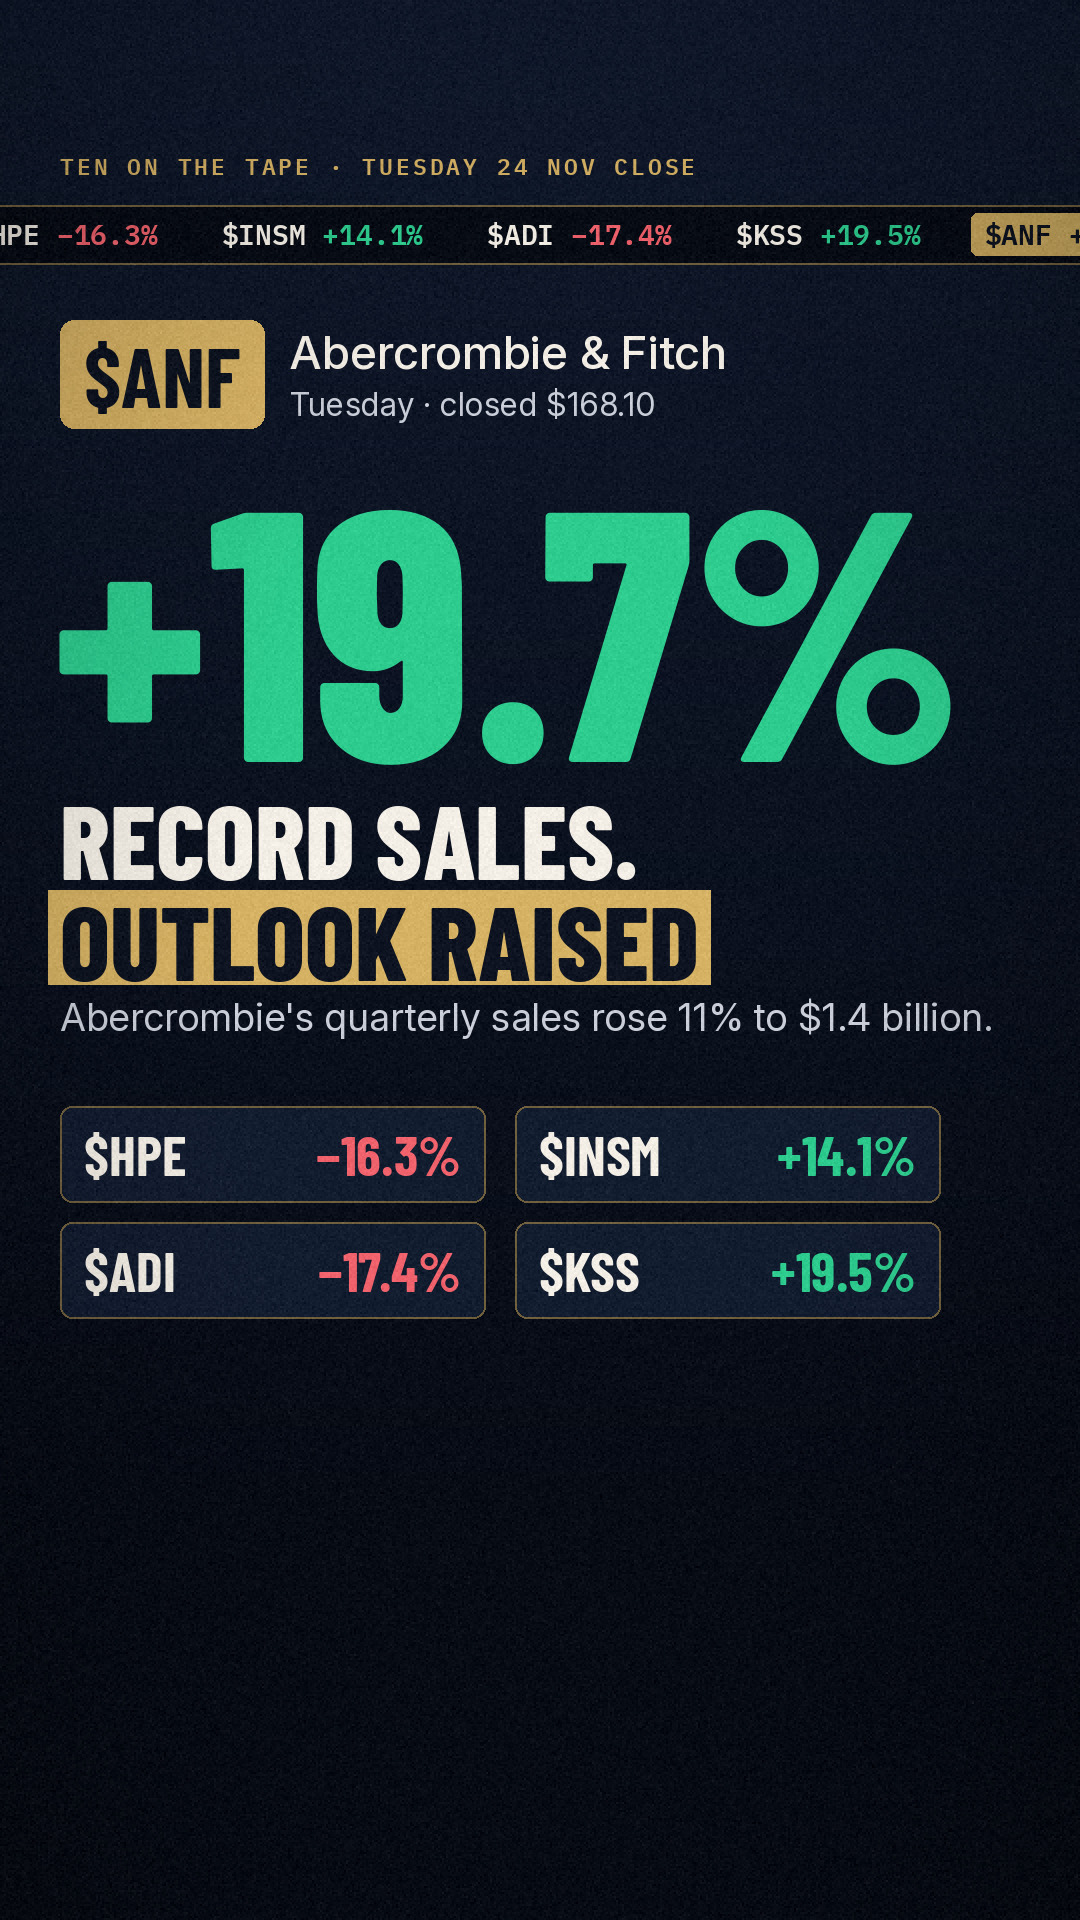 TEN ON THE TAPE · TUESDAY 24 NOV CLOSE
HPE −16.3% $INSM +14.1% $ADI −17.4% $KSS +19.5% $ANF +
$ANF
Abercrombie & Fitch
Tuesday · closed $168.10
+19.7%
RECORD SALES.
OUTLOOK RAISED
Abercrombie's quarterly sales rose 11% to $1.4 billion.
$HPE −16.3%
$INSM +14.1%
$ADI −17.4%
$KSS +19.5%